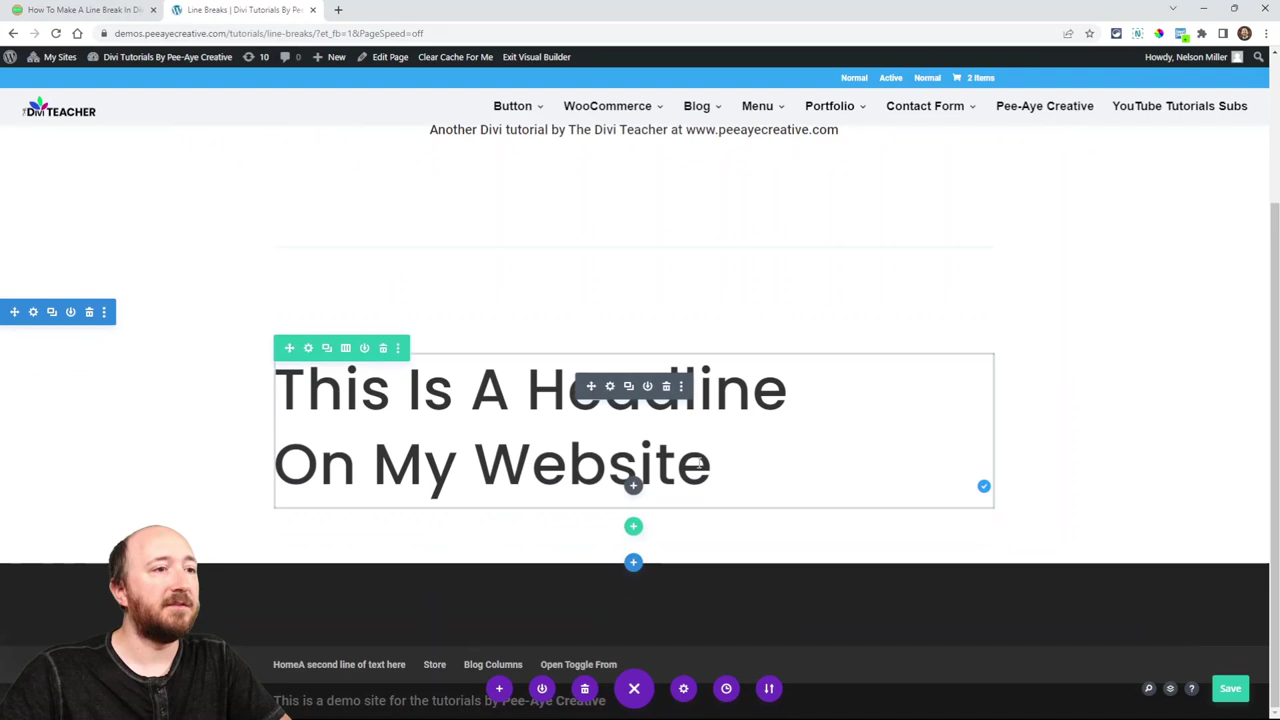 How To Make A Line Break In Di
Line Breaks | Divi Tutorials By Pe
demos.peeayecreative.com/tutorials/line-breaks/?et_fb=1&PageSpeed=off
My Sites
Divi Tutorials By Pee-Aye Creative
10
0
New
Edit Page
Clear Cache For Me
Exit Visual Builder
Howdy, Nelson Miller
Normal
Active
Normal
2 Items
DIVI TEACHER
Button
WooCommerce
Blog
Menu
Portfolio
Contact Form
Pee-Aye Creative
YouTube Tutorials Subs
Another Divi tutorial by The Divi Teacher at www.peeayecreative.com
This Is A Headline
On My Website
HomeA second line of text here
Store
Blog Columns
Open Toggle From
This is a demo site for the tutorials by Pee-Aye Creative
Save